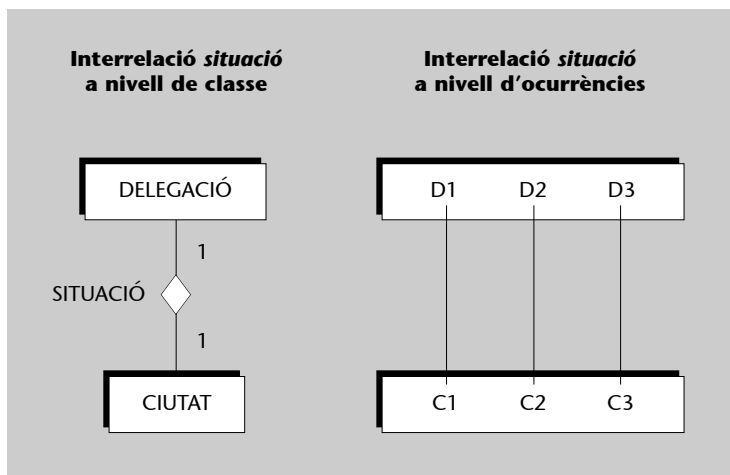 Interrelació situació
a nivell de classe
Interrelació situació
a nivell d'ocurrències
DELEGACIÓ
1
SITUACIÓ
1
CIUTAT
D1 D2 D3
C1 C2 C3